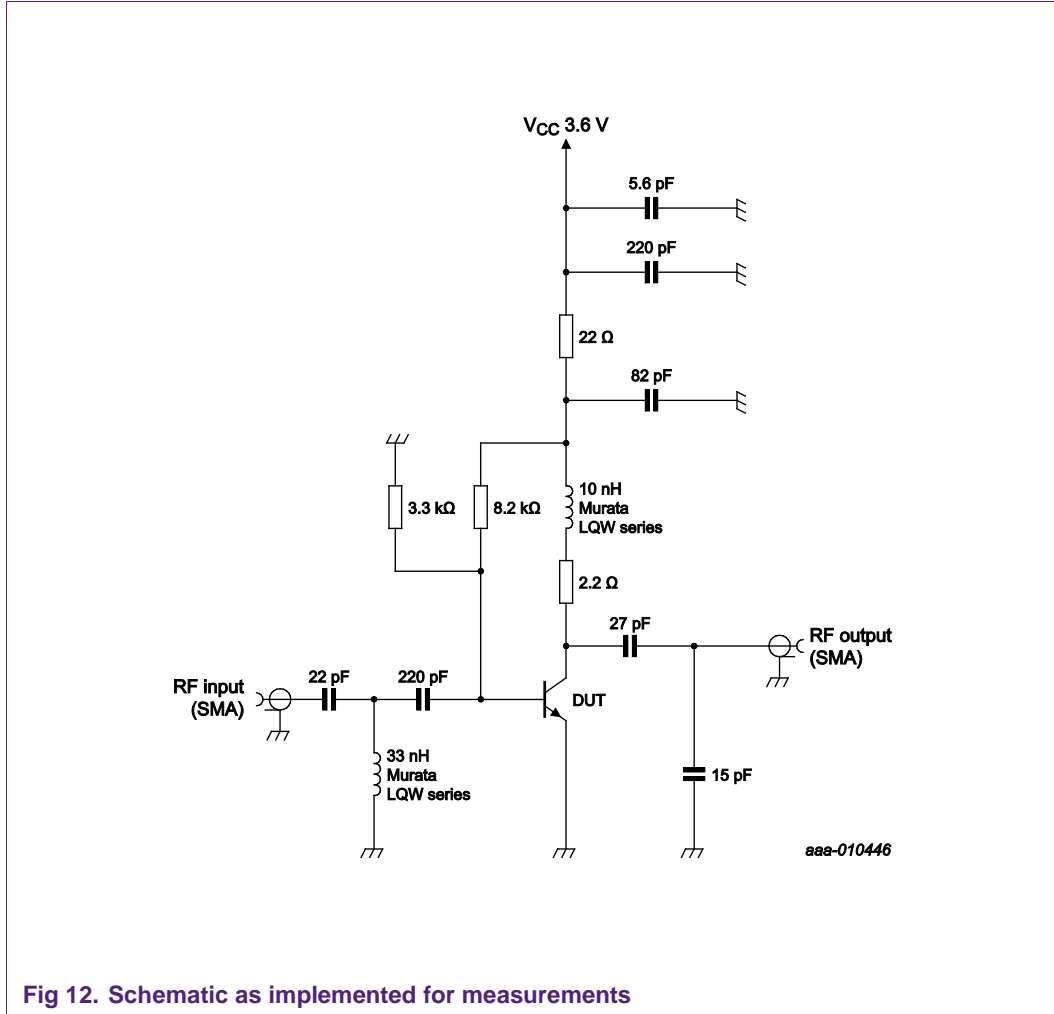 VCC 3.6 V
5.6 pF
220 pF
22 Ω
82 pF
3.3 kΩ
8.2 kΩ
10 nH
Murata
LQW series
2.2 Ω
27 pF
RF output
(SMA)
RF input
(SMA)
22 pF
220 pF
DUT
33 nH
Murata
LQW series
15 pF
aaa-010446
Fig 12. Schematic as implemented for measurements